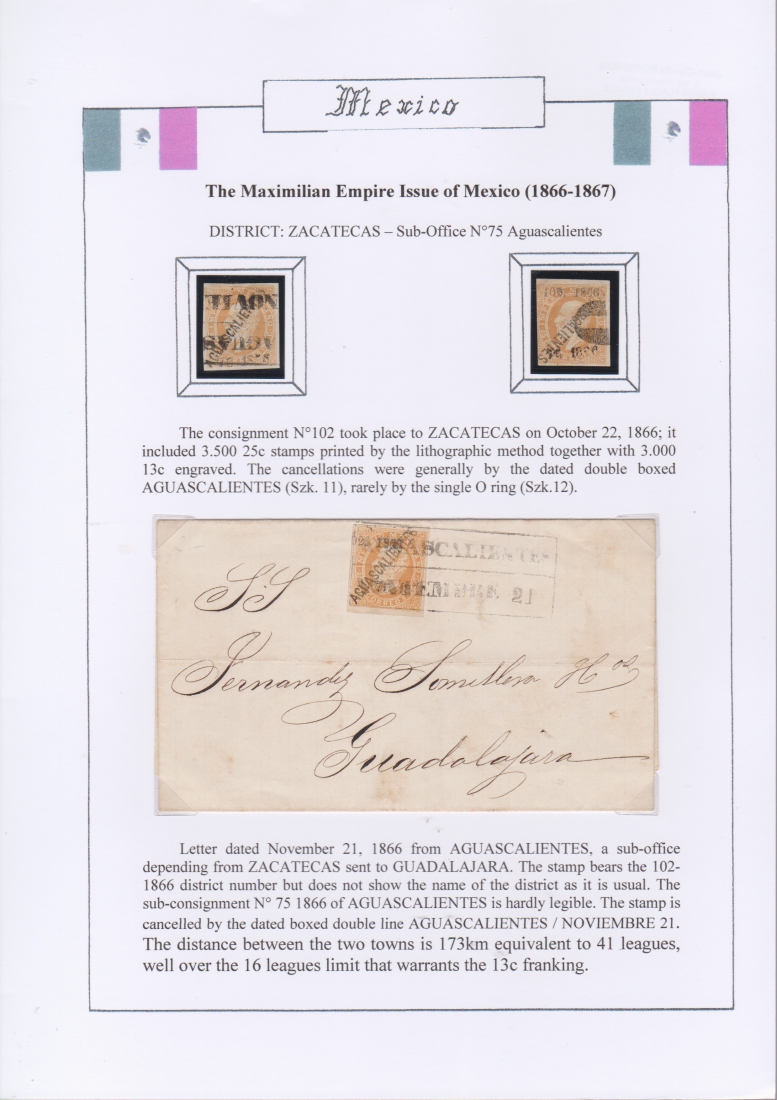 Mexico
The Maximilian Empire Issue of Mexico (1866-1867)
DISTRICT: ZACATECAS – Sub-Office N°75 Aguascalientes
AGUASCALIEN
The consignment N°102 took place to ZACATECAS on October 22, 1866; it
included 3.500 25c stamps printed by the lithographic method together with 3.000
13c engraved. The cancellations were generally by the dated double boxed
AGUASCALIENTES (Szk. 11), rarely by the single O ring (Szk.12).
AGUASCALIENTES
ASCALIENTE
21
SS
Fernandez Somellera Hos
Guadalajara
Letter dated November 21, 1866 from AGUASCALIENTES, a sub-office
depending from ZACATECAS sent to GUADALAJARA. The stamp bears the 102-
1866 district number but does not show the name of the district as it is usual. The
sub-consignment N° 75 1866 of AGUASCALIENTES is hardly legible. The stamp is
cancelled by the dated boxed double line AGUASCALIENTES / NOVIEMBRE 21.
The distance between the two towns is 173km equivalent to 41 leagues,
well over the 16 leagues limit that warrants the 13c franking.